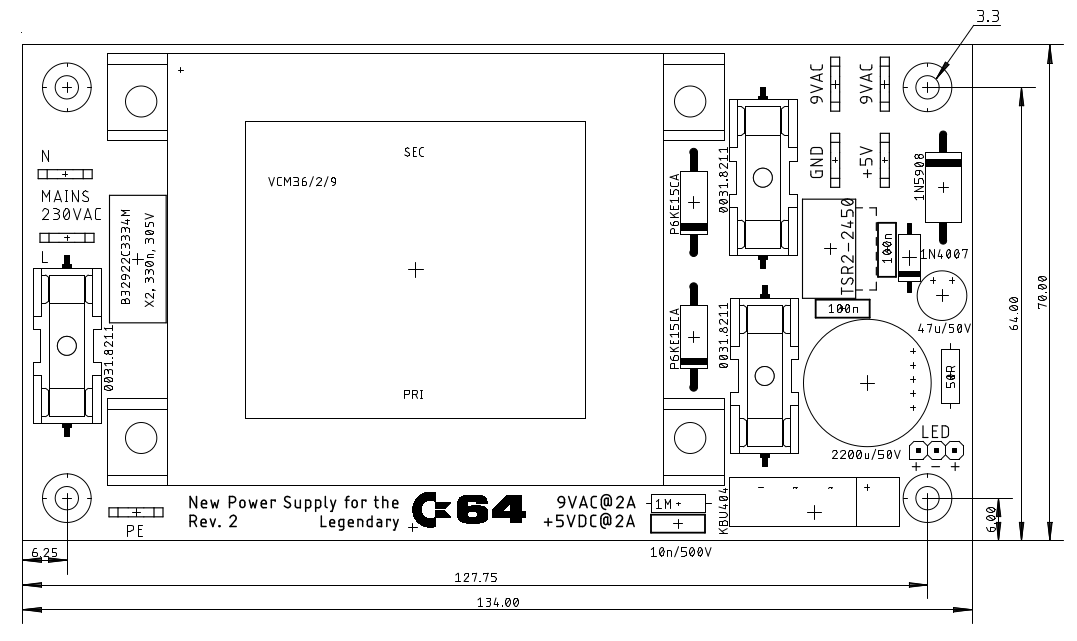 3.3
SEC
VCM36/2/9
PRI
N
MAINS
230VAC
L
B32922C3334M
X2, 330n, 305V
0031.8211
PE
P6KE15CA
0031.8211
P6KE15CA
0031.8211
9VAC
9VAC
GND
+5V
1N5908
TSR2-2450
100n
1N4007
100n
47u/50V
50R
2200u/50V
LED
+ - +
New Power Supply for the
Rev. 2 Legendary
C=64
9VAC@2A
+5VDC@2A
1M
10n/500V
KBU404
- ~ ~ +
6.25
127.75
134.00
6.00
64.00
70.00